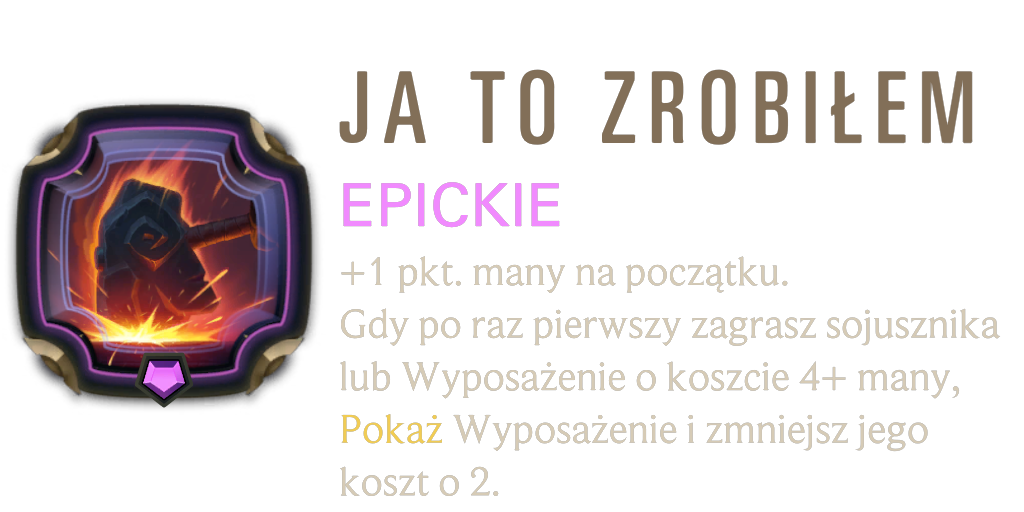 JA TO ZROBIŁEM
EPICKIE
+1 pkt. many na początku.
Gdy po raz pierwszy zagrasz sojusznika
lub Wyposażenie o koszcie 4+ many,
Pokaż Wyposażenie i zmniejsz jego
koszt o 2.